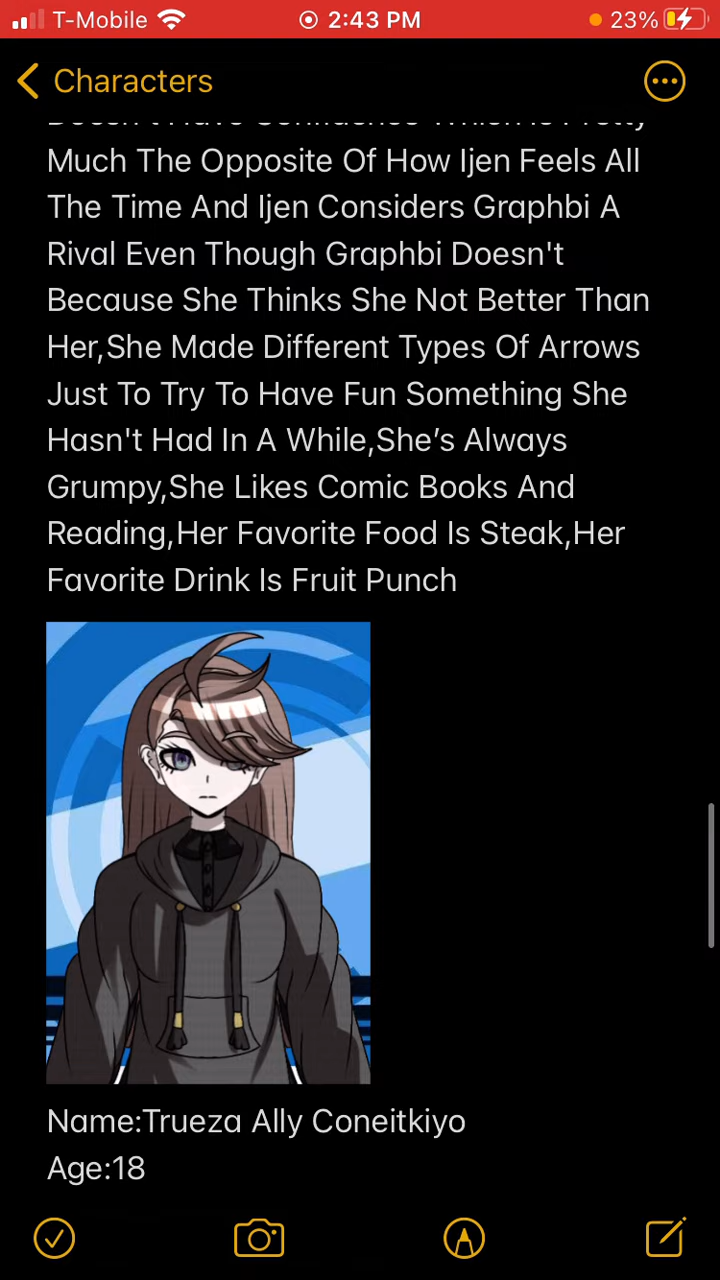 T-Mobile 2:43 PM 23%
Characters
Much The Opposite Of How Ijen Feels All
The Time And Ijen Considers Graphbi A
Rival Even Though Graphbi Doesn't
Because She Thinks She Not Better Than
Her,She Made Different Types Of Arrows
Just To Try To Have Fun Something She
Hasn't Had In A While,She’s Always
Grumpy,She Likes Comic Books And
Reading,Her Favorite Food Is Steak,Her
Favorite Drink Is Fruit Punch
Name:Trueza Ally Coneitkiyo
Age:18